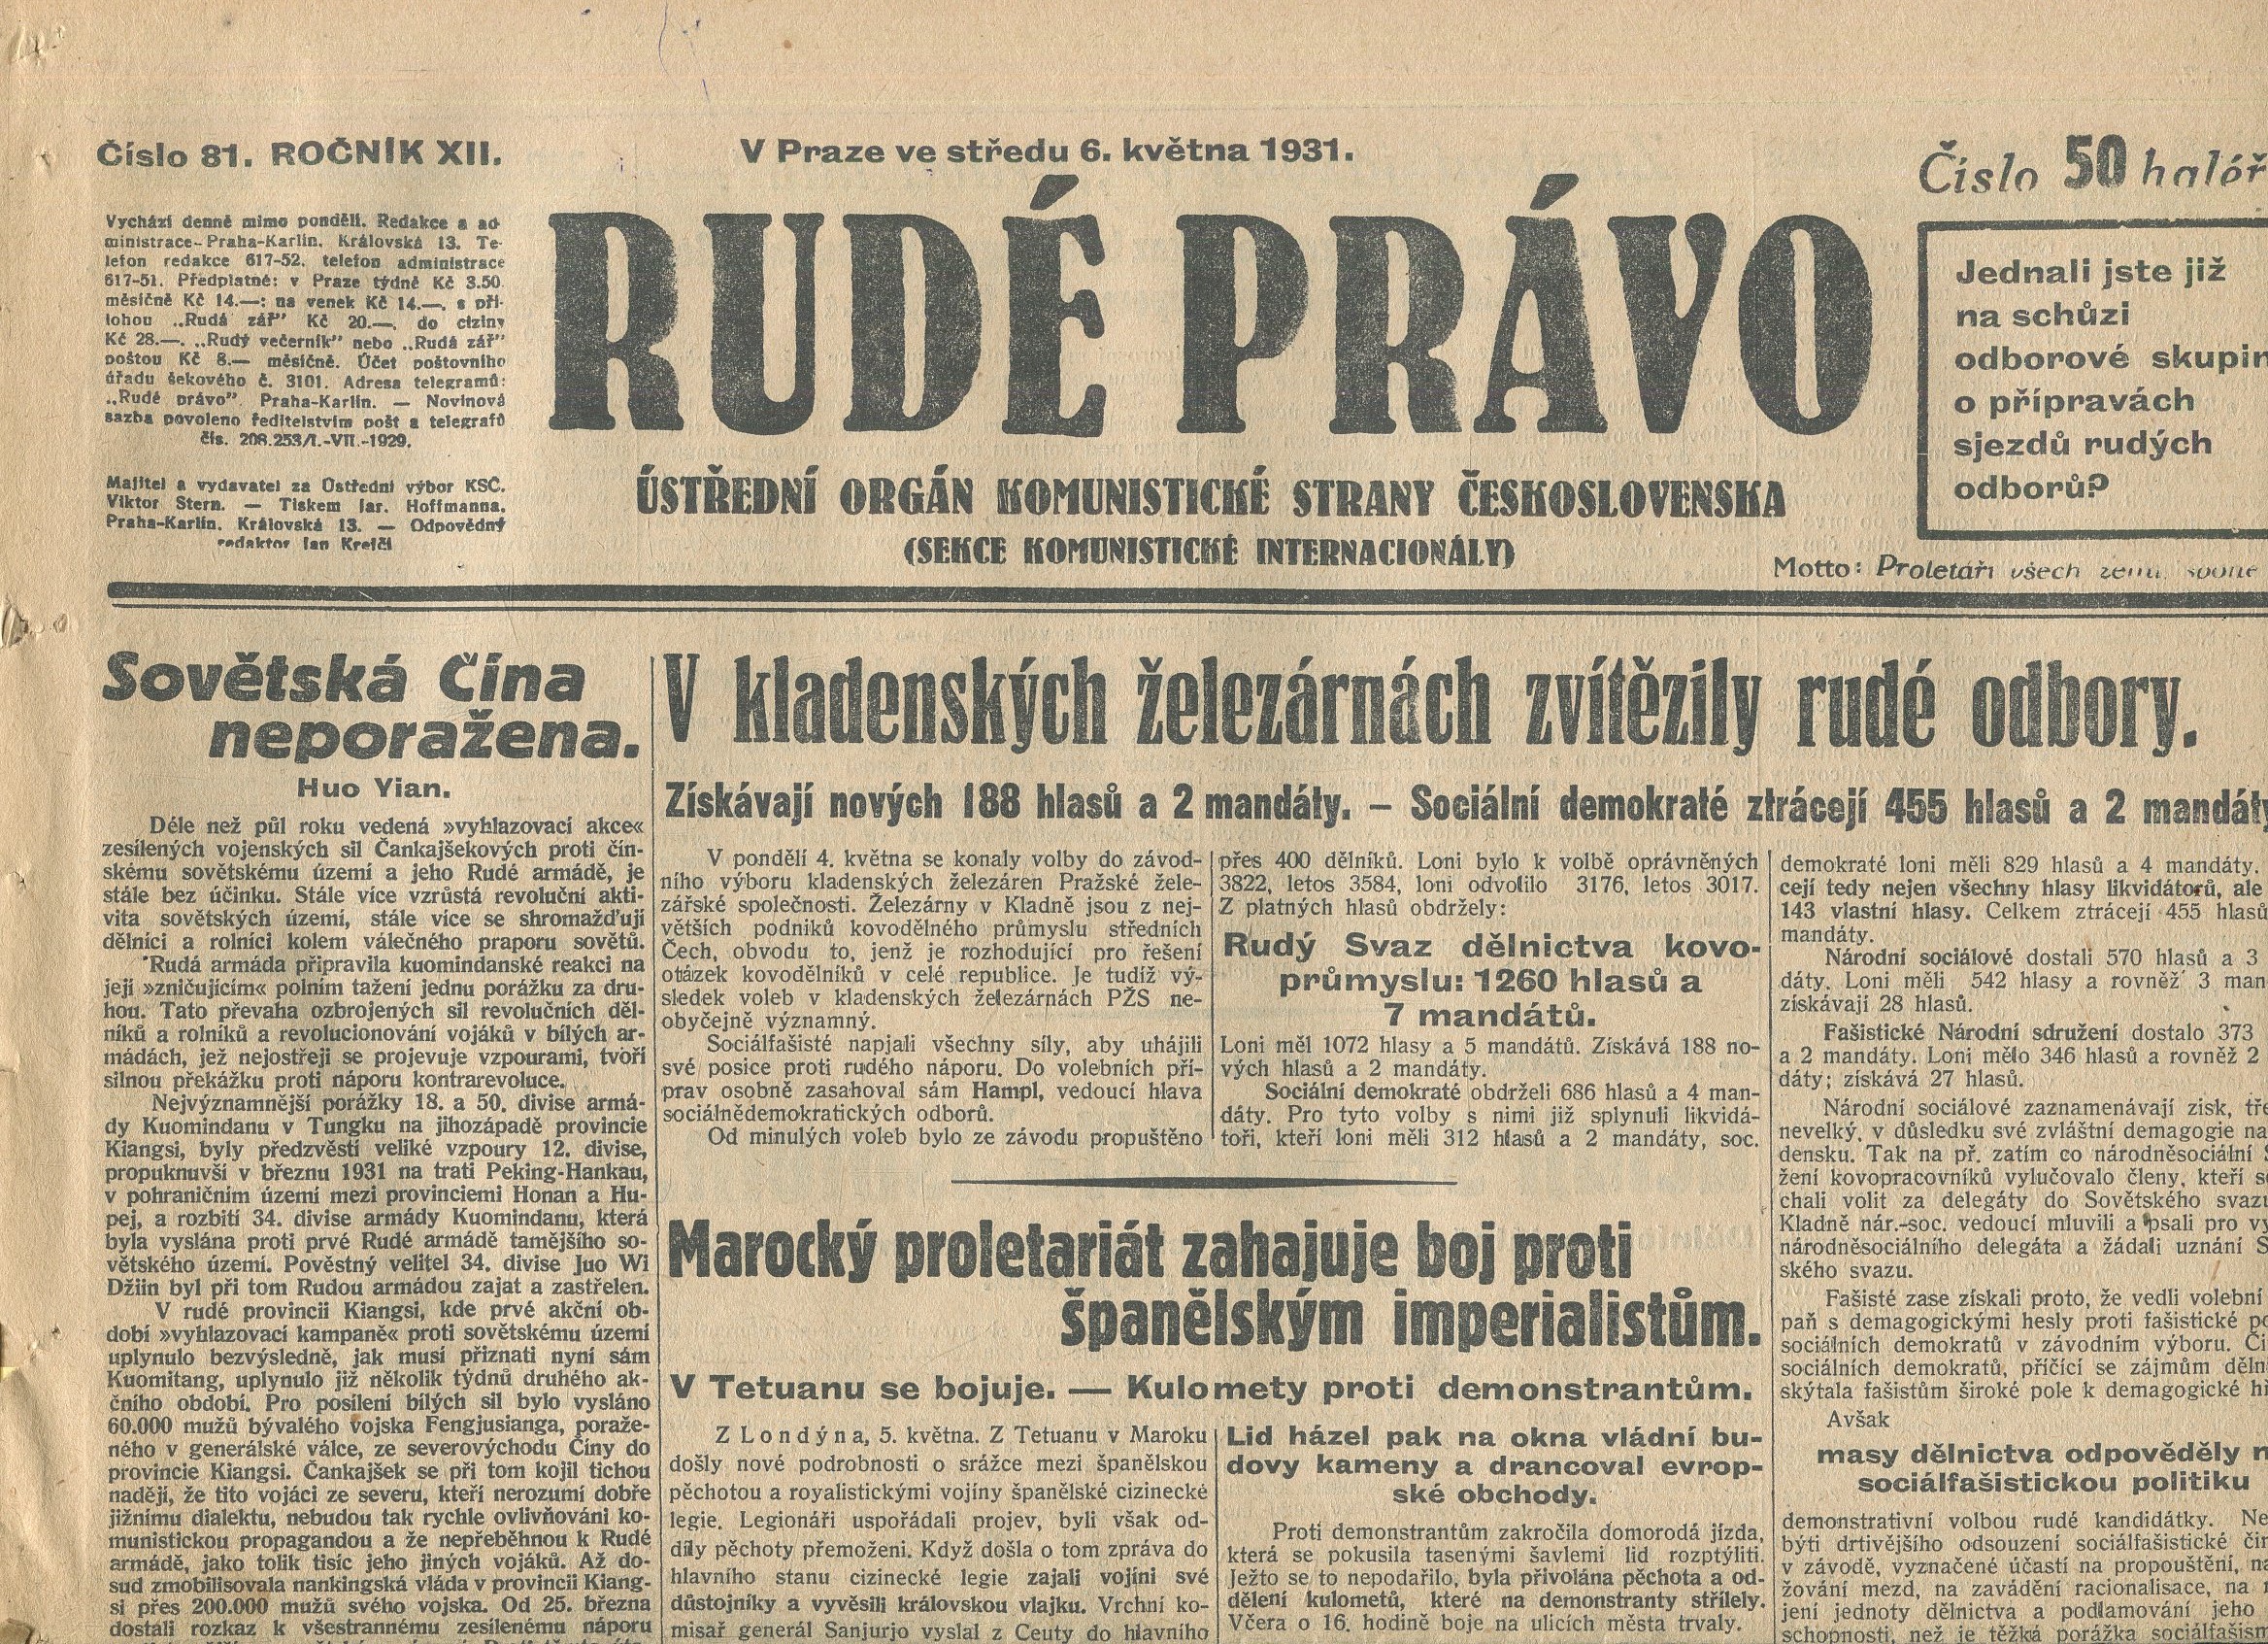 Číslo 81. ROČNÍK XII.
V Praze ve středu 6. května 1931.
Číslo 50 haléř
Vychází denně mimo pondělí. Redakce a ad-
ministrace-Praha-Karlín. Královská 13. Te-
lefon redakce 617-52. telefon administrace
617-51. Předplatné: v Praze týdně Kč 3.50.
měsíčně Kč 14.—: na venek Kč 14.—, s pří-
lohou „Rudá zář" Kč 20.—, do ciziny
Kč 28.—. „Rudý večerník" nebo „Rudá zář"
poštou Kč 8.— měsíčně. Účet poštovního
úřadu šekového č. 3101. Adresa telegramů:
„Rudé právo". Praha-Karlín. — Novinová
sazba povoleno ředitelstvím pošt a telegrafů
čís. 208.253/I.-VII.-1929.
Majitel a vydavatel za Ústřední výbor KSČ.
Viktor Stern. — Tiskem Jar. Hoffmanna.
Praha-Karlín. Královská 13. — Odpovědný
redaktor Jan Krejčí
RUDÉ PRÁVO
ÚSTŘEDNÍ ORGÁN KOMUNISTICKÉ STRANY ČESKOSLOVENSKA
(SEKCE KOMUNISTICKÉ INTERNACIONÁLY)
Jednali jste již
na schůzi
odborové skupin
o přípravách
sjezdů rudých
odborů?
Motto: Proletáři všech zemí, spojte
Sovětská Čína
neporažena.
Huo Yian.
Déle než půl roku vedená »vyhlazovací akce«
zesílených vojenských sil Čankajšekových proti čín-
skému sovětskému území a jeho Rudé armádě, je
stále bez účinku. Stále více vzrůstá revoluční akti-
vita sovětských území, stále více se shromažďují
dělníci a rolníci kolem válečného praporu sovětů.
Rudá armáda připravila kuomindanské reakci na
její »zničujícím« polním tažení jednu porážku za dru-
hou. Tato převaha ozbrojených sil revolučních děl-
níků a rolníků a revolucionování vojáků v bílých ar-
mádách, jež nejostřeji se projevuje vzpourami, tvoří
silnou překážku proti náporu kontrarevoluce.
Nejvýznamnější porážky 18. a 50. divise armá-
dy Kuomindanu v Tungku na jihozápadě provincie
Kiangsi, byly předzvěstí veliké vzpoury 12. divise,
propuknuvší v březnu 1931 na trati Peking-Hankau,
v pohraničním území mezi provinciemi Honan a Hu-
pej, a rozbití 34. divise armády Kuomindanu, která
byla vyslána proti prvé Rudé armádě tamějšího so-
větského území. Pověstný velitel 34. divise Juo Wi
Džiin byl při tom Rudou armádou zajat a zastřelen.
V rudé provincii Kiangsi, kde prvé akční ob-
dobí »vyhlazovací kampaně« proti sovětskému území
uplynulo bezvýsledně, jak musí přiznati nyní sám
Kuomitang, uplynulo již několik týdnů druhého ak-
čního období. Pro posílení bílých sil bylo vysláno
60.000 mužů bývalého vojska Fengjusianga, poraže-
ného v generálské válce, ze severovýchodu Číny do
provincie Kiangsi. Čankajšek se při tom kojil tichou
nadějí, že tito vojáci ze severu, kteří nerozumí dobře
jižnímu dialektu, nebudou tak rychle ovlivňováni ko-
munistickou propagandou a že nepřeběhnou k Rudé
armádě, jako tolik tisíc jeho jiných vojáků. Až do-
sud zmobilisovala nankingská vláda v provincii Kiang-
si přes 200.000 mužů svého vojska. Od 25. března
dostali rozkaz k všestrannému zesílenému náporu
V kladenských železárnách zvítězily rudé odbory.
Získávají nových 188 hlasů a 2 mandáty. – Sociální demokraté ztrácejí 455 hlasů a 2 mandáty
V pondělí 4. května se konaly volby do závod-
ního výboru kladenských železáren Pražské žele-
zářské společnosti. Železárny v Kladně jsou z nej-
větších podniků kovodělného průmyslu středních
Čech, obvodu to, jenž je rozhodující pro řešení
otázek kovodělníků v celé republice. Je tudíž vý-
sledek voleb v kladenských železárnách PŽS ne-
obyčejně významný.
Sociálfašisté napjali všechny síly, aby uhájili
své posice proti rudého náporu. Do volebních pří-
prav osobně zasahoval sám Hampl, vedoucí hlava
sociálnědemokratických odborů.
Od minulých voleb bylo ze závodu propuštěno
přes 400 dělníků. Loni bylo k volbě oprávněných
3822, letos 3584, loni odvolilo 3176, letos 3017.
Z platných hlasů obdržely:
Rudý Svaz dělnictva kovo-
průmyslu: 1260 hlasů a
7 mandátů.
Loni měl 1072 hlasy a 5 mandátů. Získává 188 no-
vých hlasů a 2 mandáty.
Sociální demokraté obdrželi 686 hlasů a 4 man-
dáty. Pro tyto volby s nimi již splynuli likvidá-
toři, kteří loni měli 312 hlasů a 2 mandáty, soc.
demokraté loni měli 829 hlasů a 4 mandáty.
cejí tedy nejen všechny hlasy likvidátorů, ale
143 vlastní hlasy. Celkem ztrácejí 455 hlasů
mandáty.
Národní sociálové dostali 570 hlasů a 3
dáty. Loni měli 542 hlasy a rovněž 3 man
získávají 28 hlasů.
Fašistické Národní sdružení dostalo 373
a 2 mandáty. Loni mělo 346 hlasů a rovněž 2
dáty; získává 27 hlasů.
Národní sociálové zaznamenávají zisk, tře
nevelký, v důsledku své zvláštní demagogie na
densku. Tak na př. zatím co národněsociální S
žení kovopracovníků vylučovalo členy, kteří se
chali volit za delegáty do Sovětského svazu
Kladně nár.-soc. vedoucí mluvili a psali pro vy
národněsociálního delegáta a žádali uznání S
ského svazu.
Fašisté zase získali proto, že vedli volební
paň s demagogickými hesly proti fašistické po
sociálních demokratů v závodním výboru. Či
sociálních demokratů, příčící se zájmům děln
skýtala fašistům široké pole k demagogické hř
Avšak
masy dělnictva odpověděly n
sociálfašistickou politiku
demonstrativní volbou rudé kandidátky. Ne
býti drtivějšího odsouzení sociálfašistické čin
v závodě, vyznačené účastí na propouštění, na
žování mezd, na zavádění racionalisace, na
jení jednoty dělnictva a podlamování jeho
schopnosti, než je těžká porážka sociálfašism
Marocký proletariát zahajuje boj proti
španělským imperialistům.
V Tetuanu se bojuje. — Kulomety proti demonstrantům.
Z Londýna, 5. května. Z Tetuanu v Maroku
došly nové podrobnosti o srážce mezi španělskou
pěchotou a royalistickými vojíny španělské cizinecké
legie. Legionáři uspořádali projev, byli však od-
díly pěchoty přemoženi. Když došla o tom zpráva do
hlavního stanu cizinecké legie zajali vojíni své
důstojníky a vyvěsili královskou vlajku. Vrchní ko-
misař generál Sanjurjo vyslal z Ceuty do hlavního
Lid házel pak na okna vládní bu-
dovy kameny a drancoval evrop-
ské obchody.
Proti demonstrantům zakročila domorodá jízda,
která se pokusila tasenými šavlemi lid rozptýliti.
Ježto se to nepodařilo, byla přivolána pěchota a od-
dělení kulometů, které na demonstranty střílely.
Včera o 16. hodině boje na ulicích města trvaly.